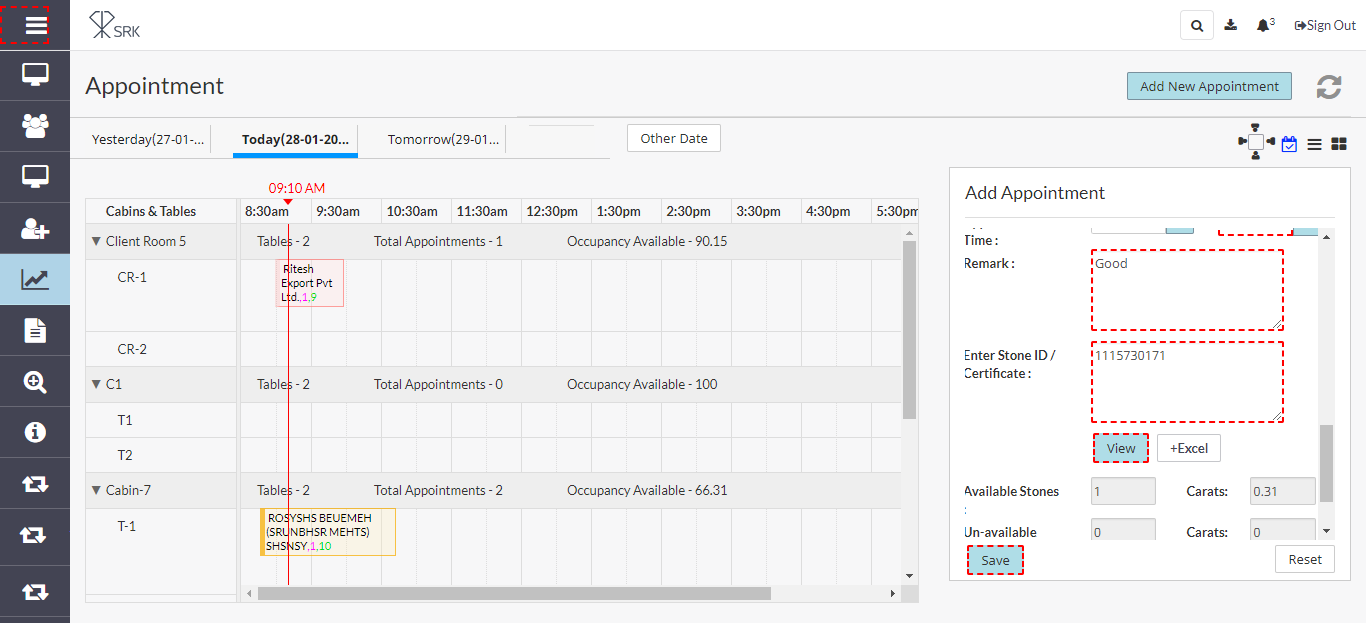 SRK
3
Sign Out
Appointment
Add New Appointment
Yesterday(27-01-...
Today(28-01-20...
Tomorrow(29-01...
Other Date
09:10 AM
Cabins & Tables
8:30am 9:30am 10:30am 11:30am 12:30pm 1:30pm 2:30pm 3:30pm 4:30pm 5:30pm
Client Room 5 Tables - 2 Total Appointments - 1 Occupancy Available - 90.15
CR-1
Ritesh
Export Pvt
Ltd.,1,9
CR-2
C1 Tables - 2 Total Appointments - 0 Occupancy Available - 100
T1
T2
Cabin-7 Tables - 2 Total Appointments - 2 Occupancy Available - 66.31
T-1
ROSYSHS BEUEMEH
(SRUNBHSR MEHTS)
SHSNSY,1,10
Add Appointment
Time :
Remark :
Good
Enter Stone ID /
Certificate :
1115730171
View
+Excel
Available Stones
:
1
Carats:
0.31
Un-available
0
Carats:
0
Save
Reset